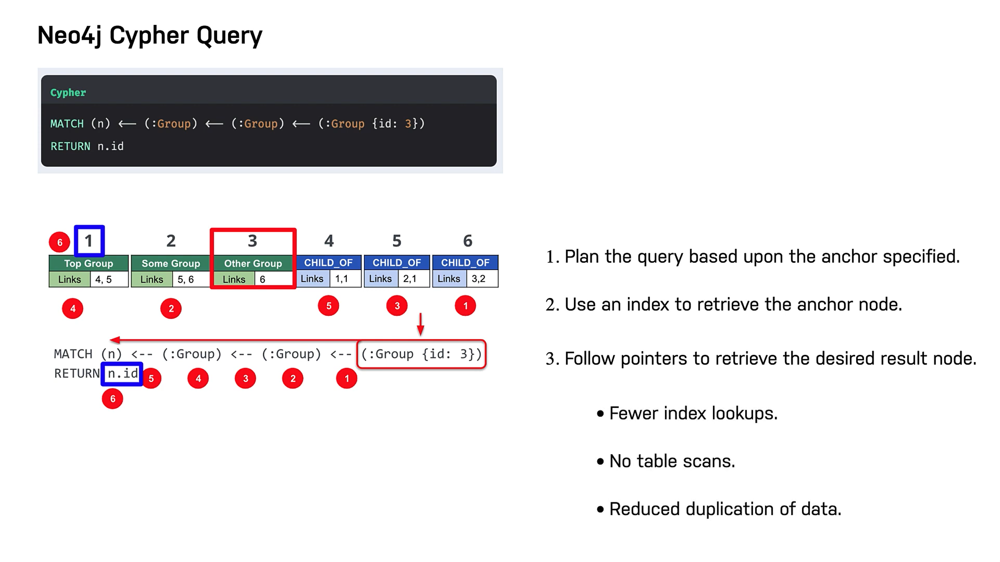 Neo4j Cypher Query
Cypher
MATCH (n) ⟵ (:Group) ⟵ (:Group) ⟵ (:Group {id: 3})
RETURN n.id
6 1 2 3 4 5 6
Top Group Some Group Other Group CHILD_OF CHILD_OF CHILD_OF
Links 4, 5 Links 5, 6 Links 6 Links 1,1 Links 2,1 Links 3,2
4 2 5 3 1
MATCH (n) <-- (:Group) <-- (:Group) <-- (:Group {id: 3})
RETURN n.id 5 4 3 2 1
6
1. Plan the query based upon the anchor specified.
2. Use an index to retrieve the anchor node.
3. Follow pointers to retrieve the desired result node.
• Fewer index lookups.
• No table scans.
• Reduced duplication of data.